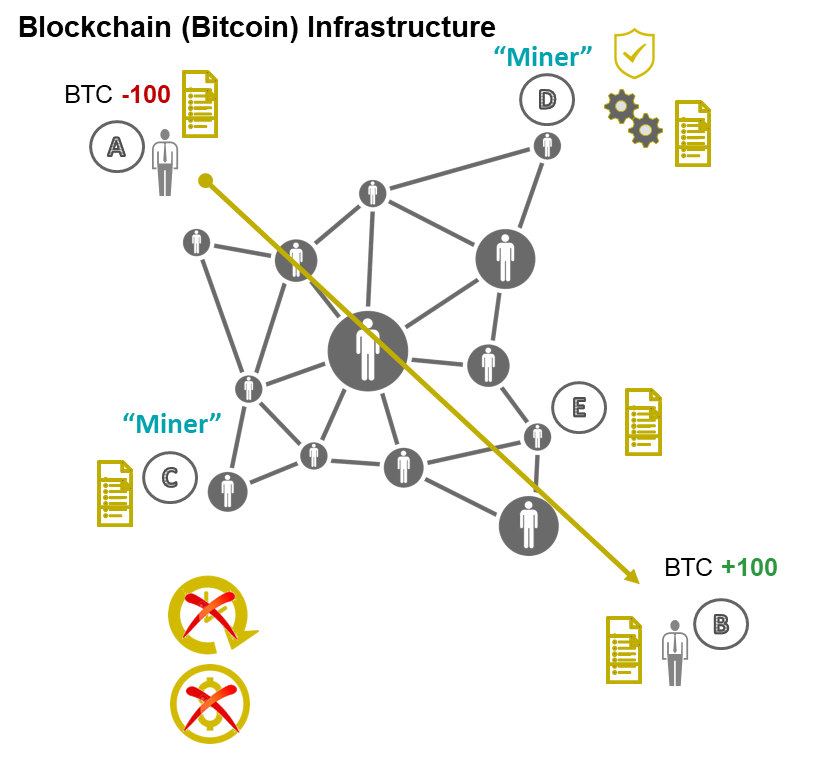 Blockchain (Bitcoin) Infrastructure
“Miner”
D
BTC -100
A
E
“Miner”
C
BTC +100
B